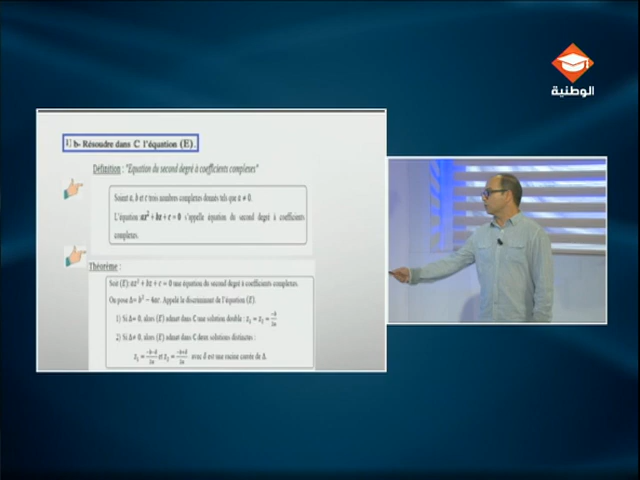 الوطنية
1) b- Résoudre dans C l'équation (E).
Définition : "Equation du second degré à coefficients complexes"
Soient a, b et c trois nombres complexes donnés tels que a ≠ 0.
L'équation az² + bz + c = 0 s'appelle équation du second degré à coefficients
complexes.
Théorème :
Soit (E): az² + bz + c = 0 une équation du second degré à coefficients complexes.
On pose Δ= b² − 4ac. Appelé le discriminant de l'équation (E).
1) Si Δ= 0, alors (E) admet dans C une solution double : z₁ = z₂ = -b/2a
2) Si Δ≠ 0, alors (E) admet dans C deux solutions distinctes :
z₁ = -b-δ/2a et z₂ = -b+δ/2a avec δ est une racine carrée de Δ.